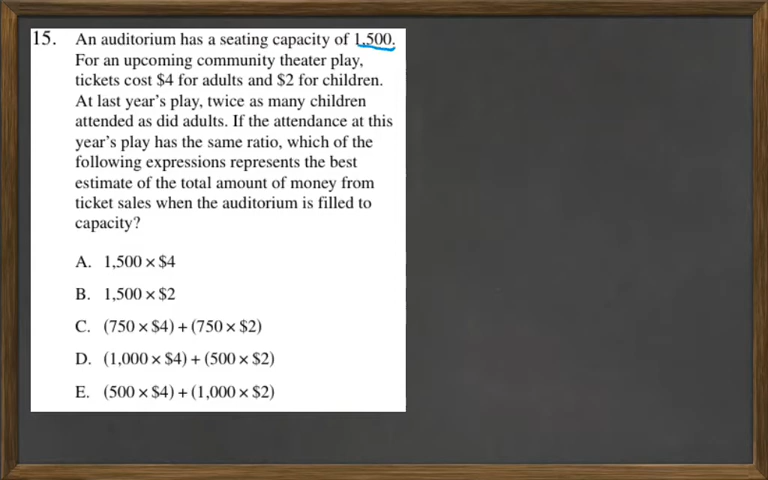 15. An auditorium has a seating capacity of 1,500.
For an upcoming community theater play,
tickets cost $4 for adults and $2 for children.
At last year's play, twice as many children
attended as did adults. If the attendance at this
year's play has the same ratio, which of the
following expressions represents the best
estimate of the total amount of money from
ticket sales when the auditorium is filled to
capacity?
A. 1,500 × $4
B. 1,500 × $2
C. (750 × $4) + (750 × $2)
D. (1,000 × $4) + (500 × $2)
E. (500 × $4) + (1,000 × $2)